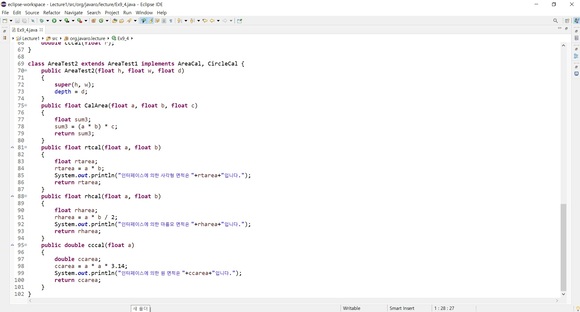 eclipse-workspace - Lecture1/src/org/javaro/lecture/Ex9_4.java - Eclipse IDE
File Edit Source Refactor Navigate Search Project Run Window Help
Ex9_4.java
Lecture1 src org.javaro.lecture Ex9_4
66 double cccal(float r);
67 }
68
69 class AreaTest2 extends AreaTest1 implements AreaCal, CircleCal {
70 public AreaTest2(float h, float w, float d)
71 {
72 super(h, w);
73 depth = d;
74 }
75 public float CalArea(float a, float b, float c)
76 {
77 float sum3;
78 sum3 = (a * b) * c;
79 return sum3;
80 }
81 public float rtcal(float a, float b)
82 {
83 float rtarea;
84 rtarea = a * b;
85 System.out.println("인터페이스에 의한 사각형 면적은 "+rtarea+"입니다.");
86 return rtarea;
87 }
88 public float rhcal(float a, float b)
89 {
90 float rharea;
91 rharea = a * b / 2;
92 System.out.println("인터페이스에 의한 마름모 면적은 "+rharea+"입니다.");
93 return rharea;
94 }
95 public double cccal(float a)
96 {
97 double ccarea;
98 ccarea = a * a * 3.14;
99 System.out.println("인터페이스에 의한 원 면적은 "+ccarea+"입니다.");
100 return ccarea;
101 }
102 }
Writable Smart Insert 1 : 28 : 27